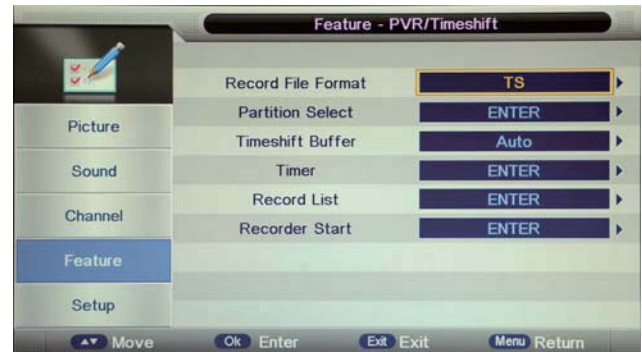 Feature - PVR/Timeshift
Record File Format TS
Partition Select ENTER
Timeshift Buffer Auto
Timer ENTER
Record List ENTER
Recorder Start ENTER
Picture
Sound
Channel
Feature
Setup
Move Ok Enter Exit Exit Menu Return